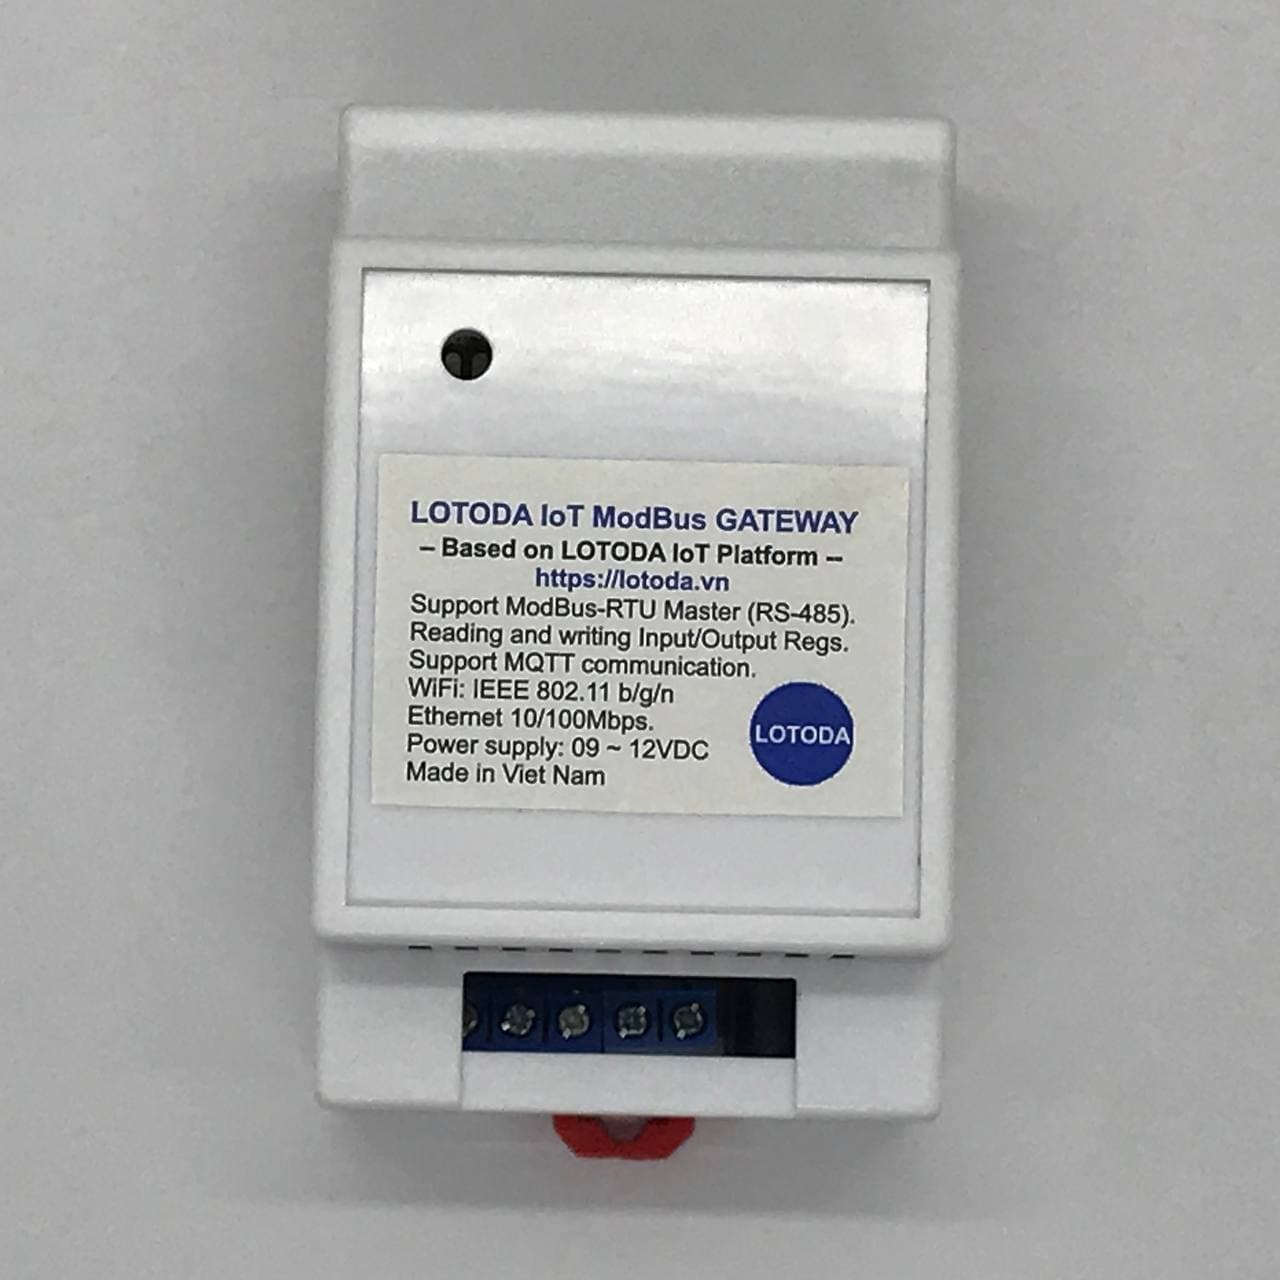 LOTODA IoT ModBus GATEWAY
– Based on LOTODA IoT Platform –
https://lotoda.vn
Support ModBus-RTU Master (RS-485).
Reading and writing Input/Output Regs.
Support MQTT communication.
WiFi: IEEE 802.11 b/g/n
Ethernet 10/100Mbps.
Power supply: 09 ~ 12VDC
Made in Viet Nam
LOTODA